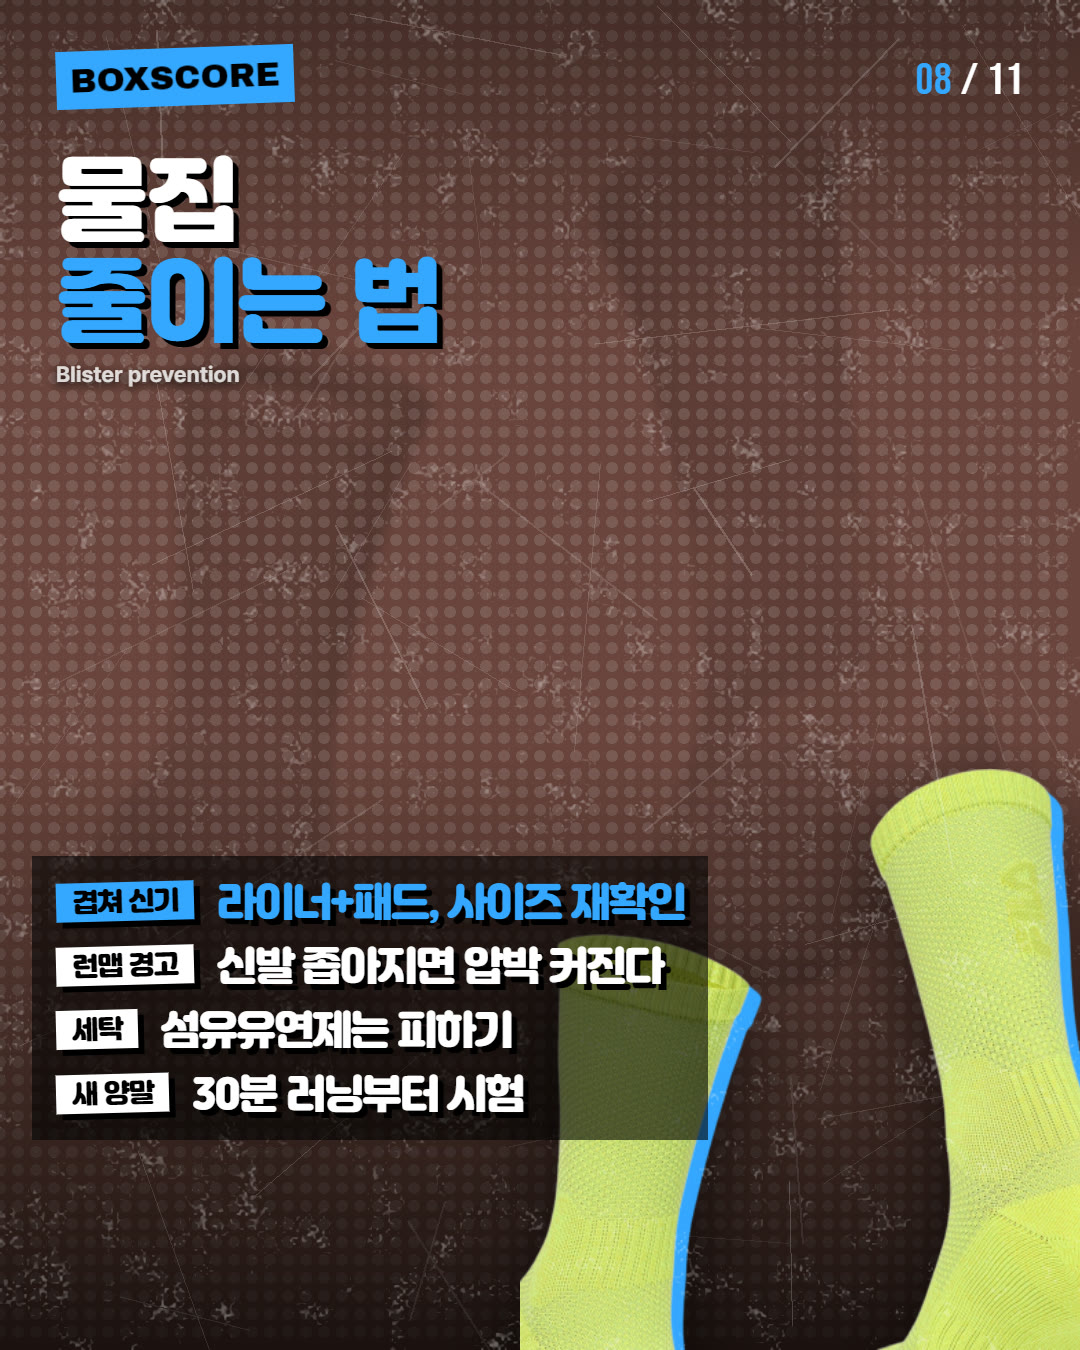 BOXSCORE
08 / 11
물집
줄이는 법
Blister prevention
겹쳐 신기 라이너+패드, 사이즈 재확인
런맵 경고 신발 좁아지면 압박 커진다
세탁 섬유유연제는 피하기
새 양말 30분 러닝부터 시험